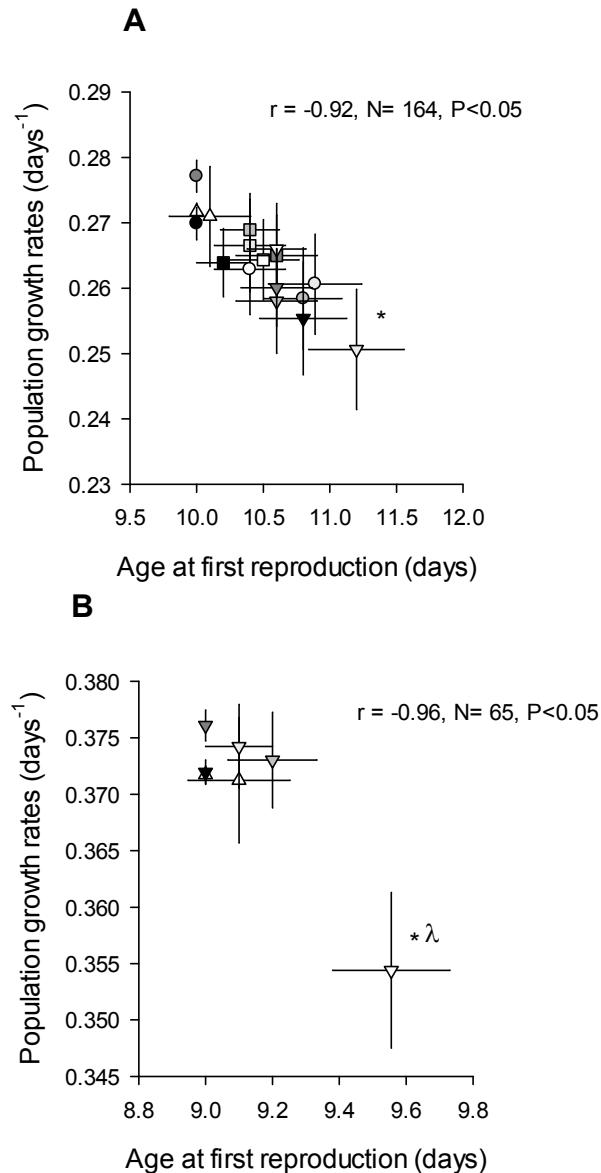 A
r = -0.92, N= 164, P<0.05
Population growth rates (days-1)
0.29
0.28
0.27
0.26
0.25
0.24
0.23
*
9.5 10.0 10.5 11.0 11.5 12.0
Age at first reproduction (days)
B
r = -0.96, N= 65, P<0.05
Population growth rates (days-1)
0.380
0.375
0.370
0.365
0.360
0.355
0.350
0.345
* λ
8.8 9.0 9.2 9.4 9.6 9.8
Age at first reproduction (days)